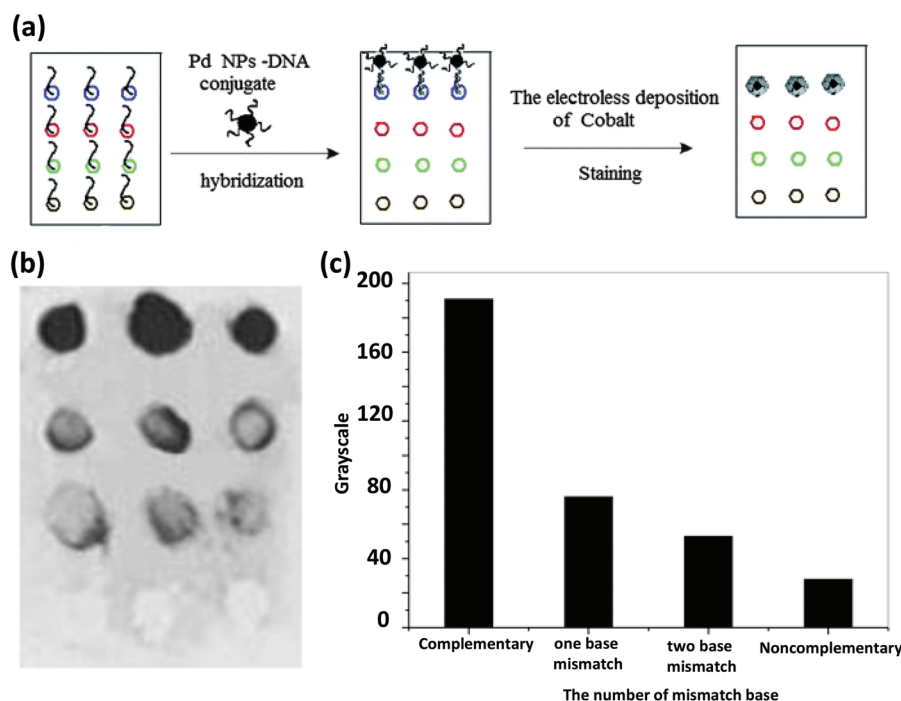 (a)
Pd NPs -DNA
conjugate
hybridization
The electroless deposition
of Cobalt
Staining
(b)
(c)
200
160
120
80
40
0
Grayscale
Complementary
one base
mismatch
two base
mismatch
Noncomplementary
The number of mismatch base